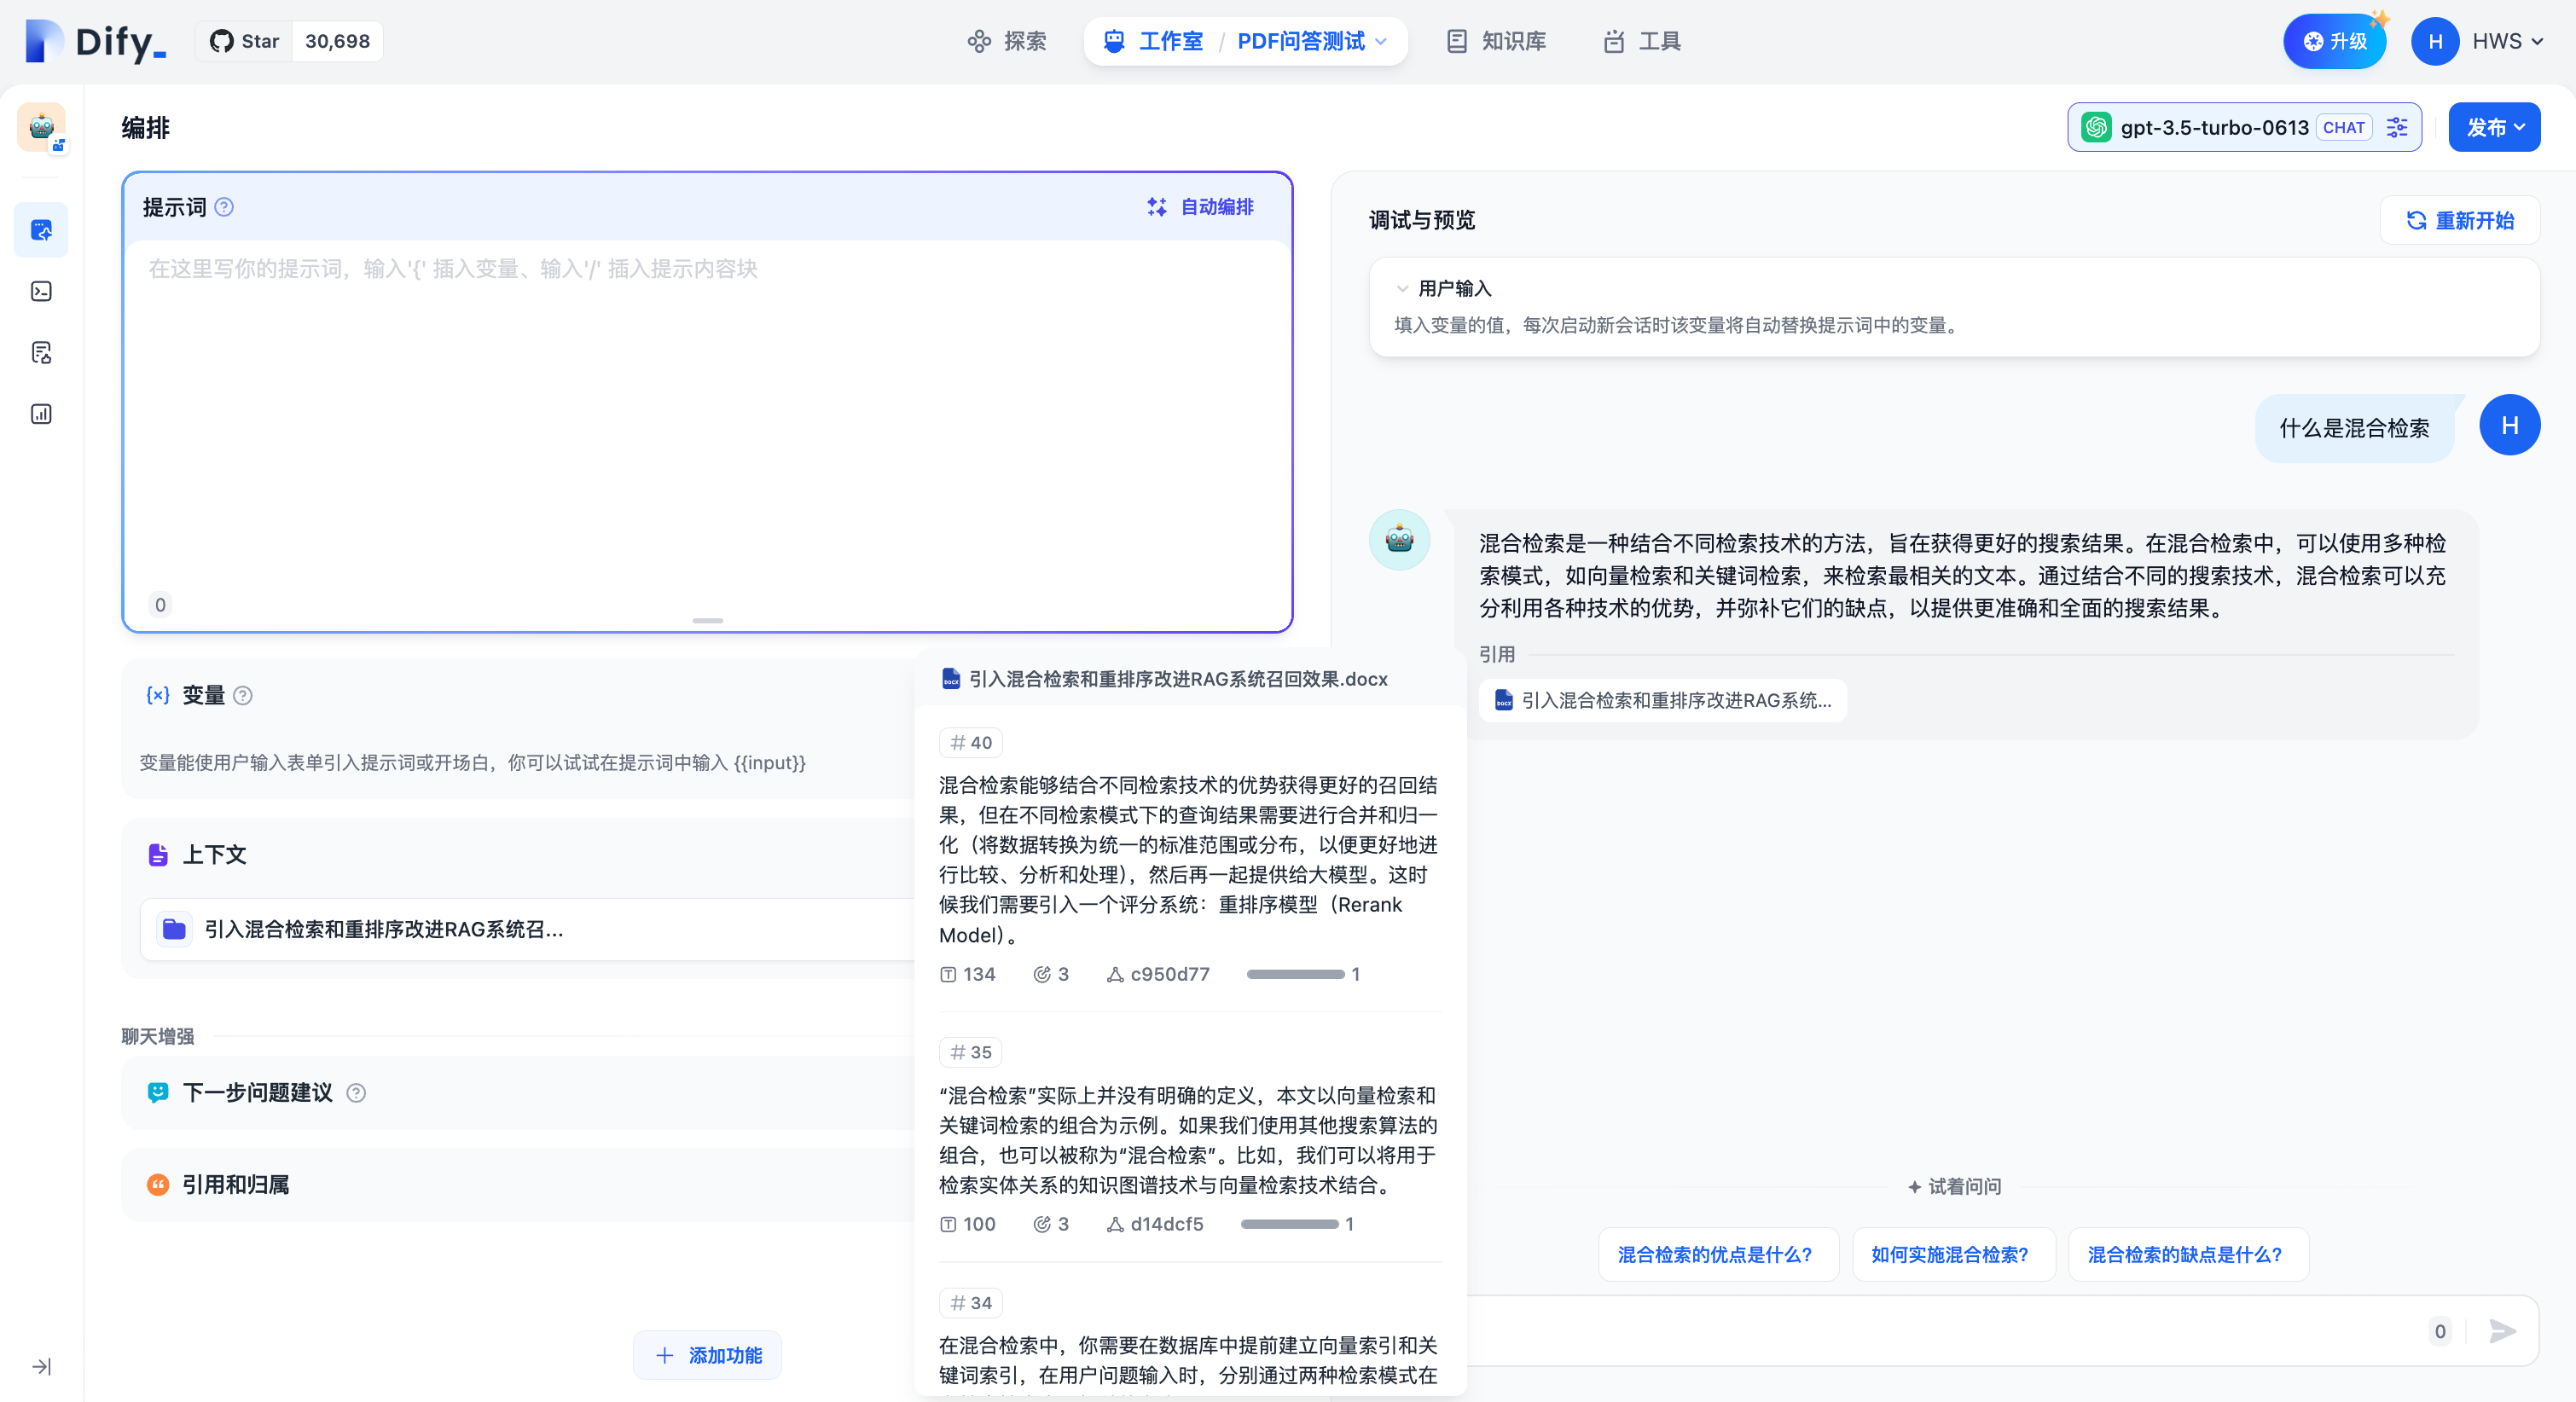 Dify_
Star 30,698
探索
工作室 / PDF问答测试
知识库
工具
升级
H HWS
编排
gpt-3.5-turbo-0613 CHAT
发布
提示词
自动编排
在这里写你的提示词，输入'{' 插入变量、输入'/' 插入提示内容块
0
{x} 变量
变量能使用户输入表单引入提示词或开场白，你可以试试在提示词中输入 {{input}}
上下文
引入混合检索和重排序改进RAG系统召...
聊天增强
下一步问题建议
引用和归属
添加功能
引入混合检索和重排序改进RAG系统召回效果.docx
# 40
混合检索能够结合不同检索技术的优势获得更好的召回结
果，但在不同检索模式下的查询结果需要进行合并和归一
化（将数据转换为统一的标准范围或分布，以便更好地进
行比较、分析和处理），然后再一起提供给大模型。这时
候我们需要引入一个评分系统：重排序模型（Rerank
Model）。
134 3 c950d77 1
# 35
“混合检索”实际上并没有明确的定义，本文以向量检索和
关键词检索的组合为示例。如果我们使用其他搜索算法的
组合，也可以被称为“混合检索”。比如，我们可以将用于
检索实体关系的知识图谱技术与向量检索技术结合。
100 3 d14dcf5 1
# 34
在混合检索中，你需要在数据库中提前建立向量索引和关
键词索引，在用户问题输入时，分别通过两种检索模式在
调试与预览
重新开始
用户输入
填入变量的值，每次启动新会话时该变量将自动替换提示词中的变量。
什么是混合检索
H
混合检索是一种结合不同检索技术的方法，旨在获得更好的搜索结果。在混合检索中，可以使用多种检
索模式，如向量检索和关键词检索，来检索最相关的文本。通过结合不同的搜索技术，混合检索可以充
分利用各种技术的优势，并弥补它们的缺点，以提供更准确和全面的搜索结果。
引用
引入混合检索和重排序改进RAG系统...
试着问问
混合检索的优点是什么?
如何实施混合检索?
混合检索的缺点是什么?
0